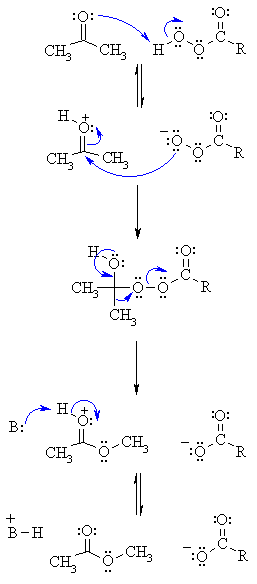 :O: :O:
H O O C R
CH3 C CH3
H O: + :O:
− :O O C R
CH3 C CH3
H O: :O:
CH3 O O C R
CH3
B: H O + :O:
CH3 C O CH3 − :O C R
+ B–H :O: :O:
CH3 C O CH3 − :O C R